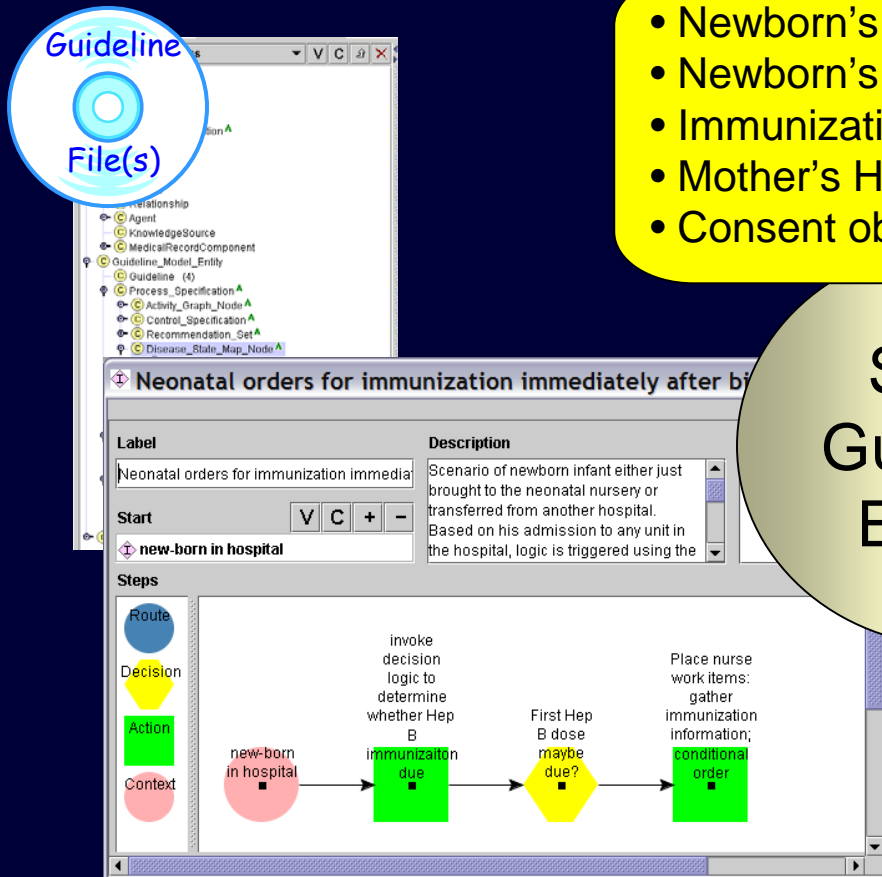 Guideline
File(s)
V C
Relationship
Agent
KnowledgeSource
MedicalRecordComponent
Guideline_Model_Entity
Guideline (4)
Process_Specification A
Activity_Graph_Node A
Control_Specification A
Recommendation_Set A
Disease_State_Map_Node A
• Newborn's
• Newborn's
• Immunizati
• Mother's H
• Consent ob
S
Gu
E
Neonatal orders for immunization immediately after bi
Label
Neonatal orders for immunization immediat
Start
V C + −
new-born in hospital
Description
Scenario of newborn infant either just
brought to the neonatal nursery or
transferred from another hospital.
Based on his admission to any unit in
the hospital, logic is triggered using the
Steps
Route
Decision
Action
Context
new-born
in hospital
invoke
decision
logic to
determine
whether Hep
B
immunizaiton
due
First Hep
B dose
maybe
due?
Place nurse
work items:
gather
immunization
information;
conditional
order